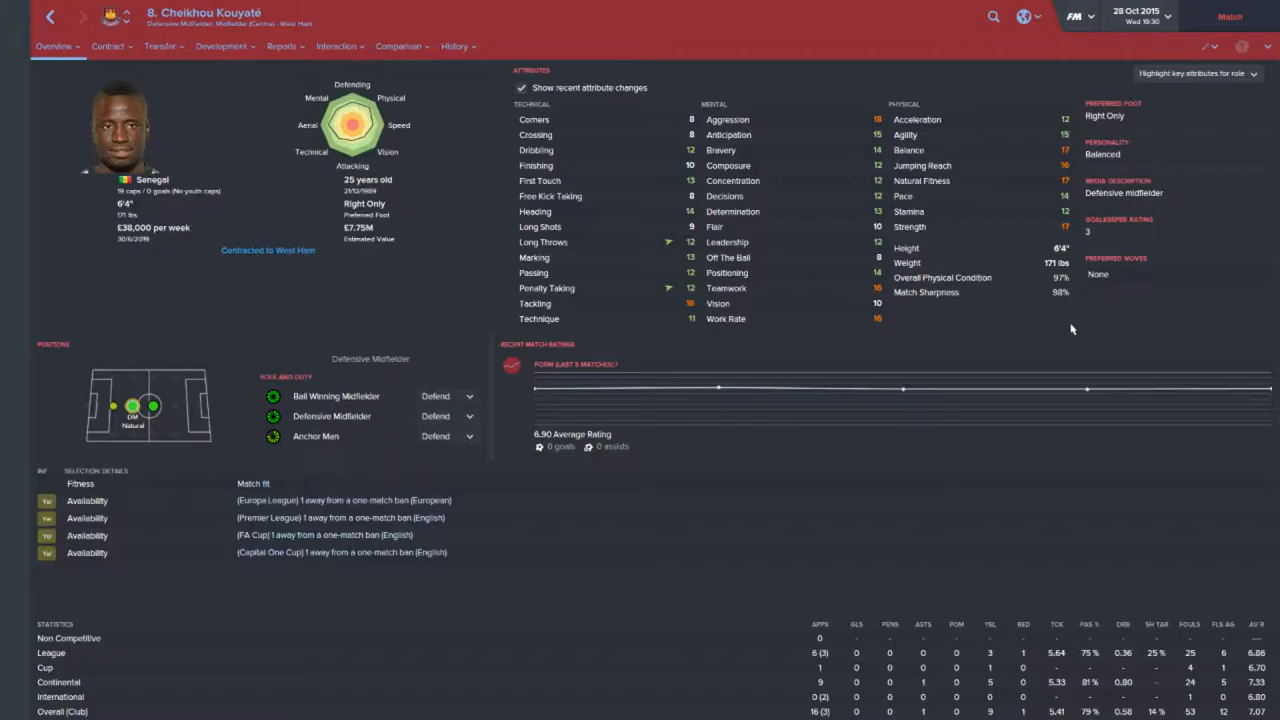 8. Cheikhou Kouyaté
Defensive Midfielder, Midfielder (Centre) - West Ham
FM
28 Oct 2015
Wed 19:30
Match
Overview Contract Transfer Development Reports Interaction Comparison History
Highlight key attributes for role
Defending
Mental Physical
Aerial Speed
Technical Vision
Attacking
Senegal
19 caps / 0 goals (No youth caps)
6'4"
171 lbs
£38,000 per week
30/6/2019
25 years old
21/12/1989
Right Only
Preferred Foot
£7.75M
Estimated Value
Contracted to West Ham
ATTRIBUTES
Show recent attribute changes
TECHNICAL MENTAL PHYSICAL
Corners 8 Aggression 18 Acceleration 12
Crossing 8 Anticipation 15 Agility 15
Dribbling 12 Bravery 14 Balance 17
Finishing 10 Composure 12 Jumping Reach 16
First Touch 13 Concentration 12 Natural Fitness 17
Free Kick Taking 8 Decisions 12 Pace 14
Heading 14 Determination 13 Stamina 12
Long Shots 9 Flair 10 Strength 17
Long Throws 12 Leadership 12 Height 6'4"
Marking 13 Off The Ball 8 Weight 171 lbs
Passing 12 Positioning 14 Overall Physical Condition 97%
Penalty Taking 12 Teamwork 16 Match Sharpness 98%
Tackling 16 Vision 10
Technique 11 Work Rate 16
PREFERRED FOOT
Right Only
PERSONALITY
Balanced
MEDIA DESCRIPTION
Defensive midfielder
GOALKEEPER RATING
3
PREFERRED MOVES
None
POSITIONS
DM
Natural
Defensive Midfielder
ROLE AND DUTY
Ball Winning Midfielder Defend
Defensive Midfielder Defend
Anchor Man Defend
RECENT MATCH RATINGS
FORM (LAST 5 MATCHES)?
6.90 Average Rating
0 goals 0 assists
INF SELECTION DETAILS
Fitness Match fit
Yel Availability (Europa League) 1 away from a one-match ban (European)
Yel Availability (Premier League) 1 away from a one-match ban (English)
Yel Availability (FA Cup) 1 away from a one-match ban (English)
Yel Availability (Capital One Cup) 1 away from a one-match ban (English)
STATISTICS APPS GLS PENS ASTS POM YEL RED TCK PAS % DRB SH TAR FOULS FLS AG AV R
Non Competitive 0 - - - - - - - - - - - - ---
League 6 (3) 0 0 0 0 3 1 5.64 75 % 0.36 25 % 25 6 6.86
Cup 1 0 0 0 0 1 0 - - - - 4 1 6.70
Continental 9 0 0 1 0 5 0 5.33 81 % 0.80 - 24 5 7.33
International 0 (2) 0 0 0 0 0 0 - - - - 1 0 6.80
Overall (Club) 16 (3) 0 0 1 0 9 1 5.41 79 % 0.58 14 % 53 12 7.07